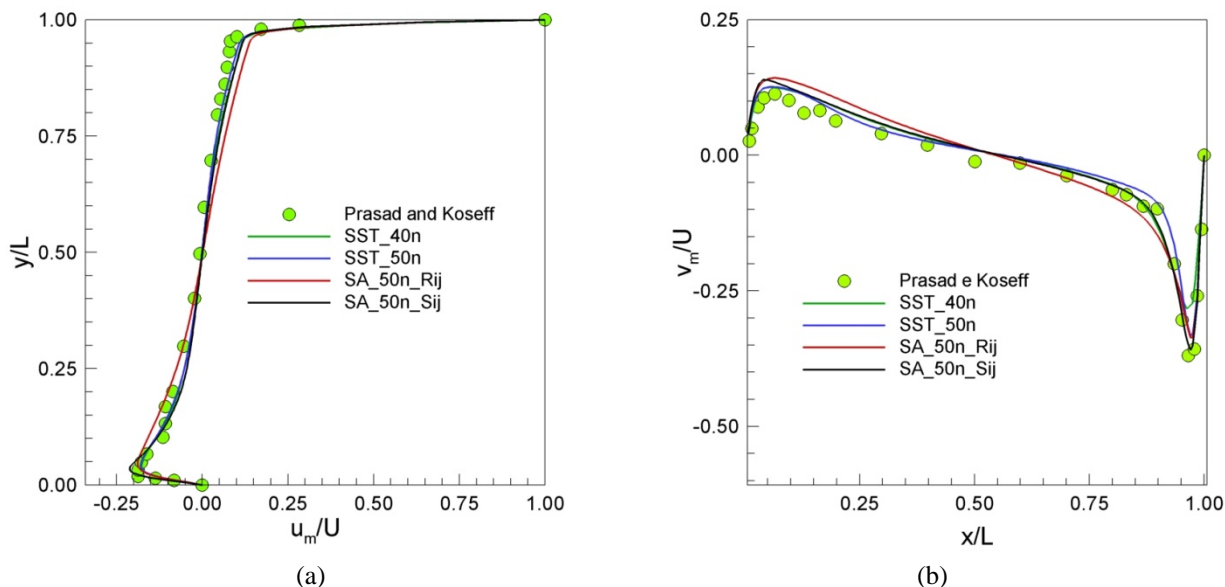 1.00
0.75
0.50
0.25
0.00
y/L
Prasad and Koseff
SST_40n
SST_50n
SA_50n_Rij
SA_50n_Sij
-0.25 0.00 0.25 0.50 0.75 1.00
u_m/U
(a)
0.25
0.00
-0.25
-0.50
v_m/U
Prasad e Koseff
SST_40n
SST_50n
SA_50n_Rij
SA_50n_Sij
0.25 0.50 0.75 1.00
x/L
(b)